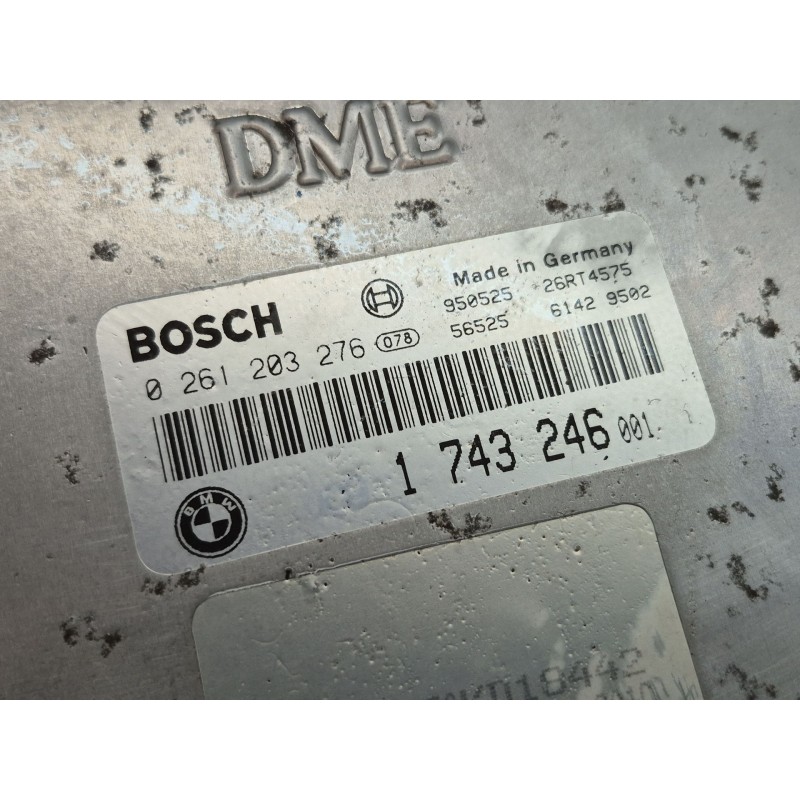 DME
Made in Germany
BOSCH
950525 26RT4575
0 261 203 276 078 56525 6142 9502
1 743 246 001
BMW